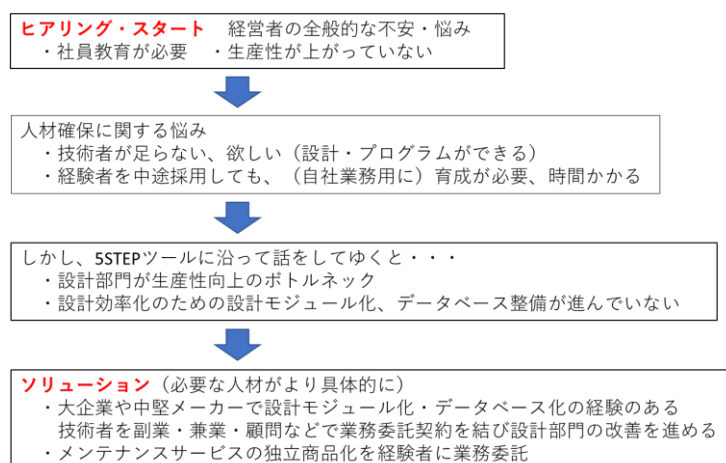 ヒアリング・スタート 経営者の全般的な不安・悩み
・社員教育が必要 ・生産性が上がっていない
人材確保に関する悩み
・技術者が足らない、欲しい（設計・プログラムができる）
・経験者を中途採用しても、（自社業務用に）育成が必要、時間かかる
しかし、5STEPツールに沿って話をしてゆくと・・・
・設計部門が生産性向上のボトルネック
・設計効率化のための設計モジュール化、データベース整備が進んでいない
ソリューション（必要な人材がより具体的に）
・大企業や中堅メーカーで設計モジュール化・データベース化の経験のある
技術者を副業・兼業・顧問などで業務委託契約を結び設計部門の改善を進める
・メンテナンスサービスの独立商品化を経験者に業務委託